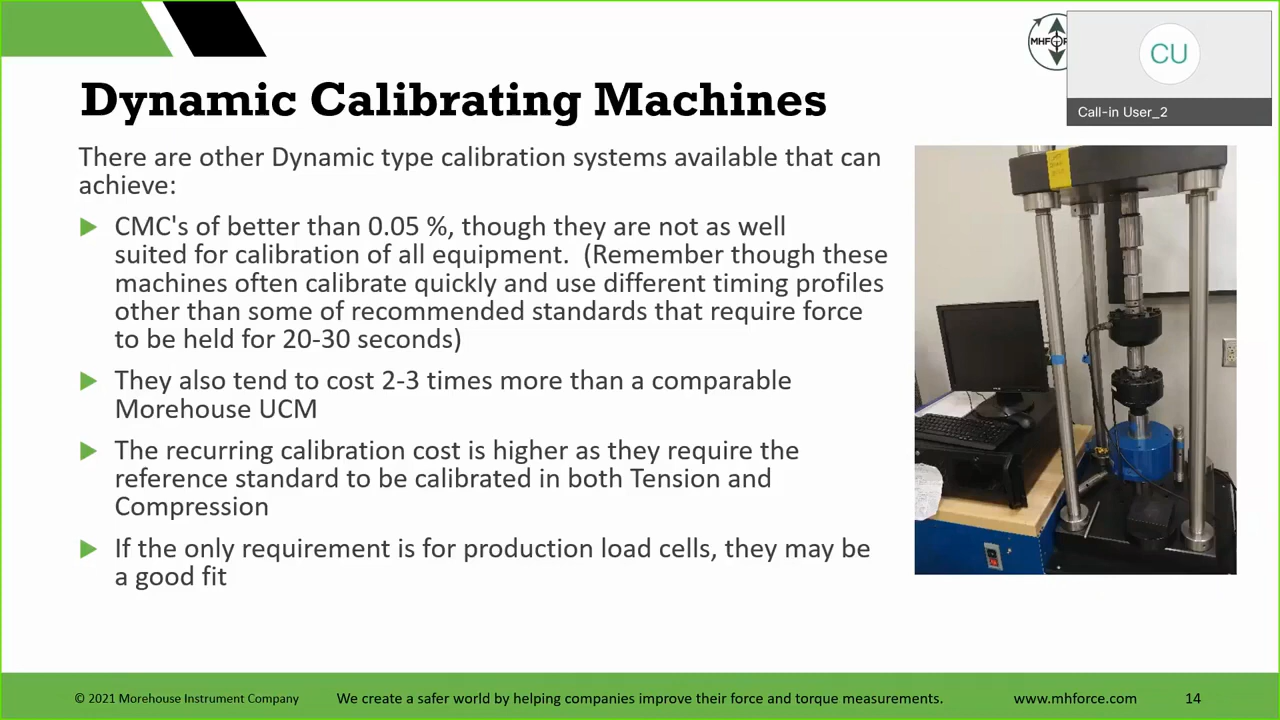 MHF
CU
Call-in User_2
Dynamic Calibrating Machines
There are other Dynamic type calibration systems available that can
achieve:
CMC's of better than 0.05 %, though they are not as well
suited for calibration of all equipment.  (Remember though these
machines often calibrate quickly and use different timing profiles
other than some of recommended standards that require force
to be held for 20-30 seconds)
They also tend to cost 2-3 times more than a comparable
Morehouse UCM
The recurring calibration cost is higher as they require the
reference standard to be calibrated in both Tension and
Compression
If the only requirement is for production load cells, they may be
a good fit
© 2021 Morehouse Instrument Company
We create a safer world by helping companies improve their force and torque measurements.
www.mhforce.com
14